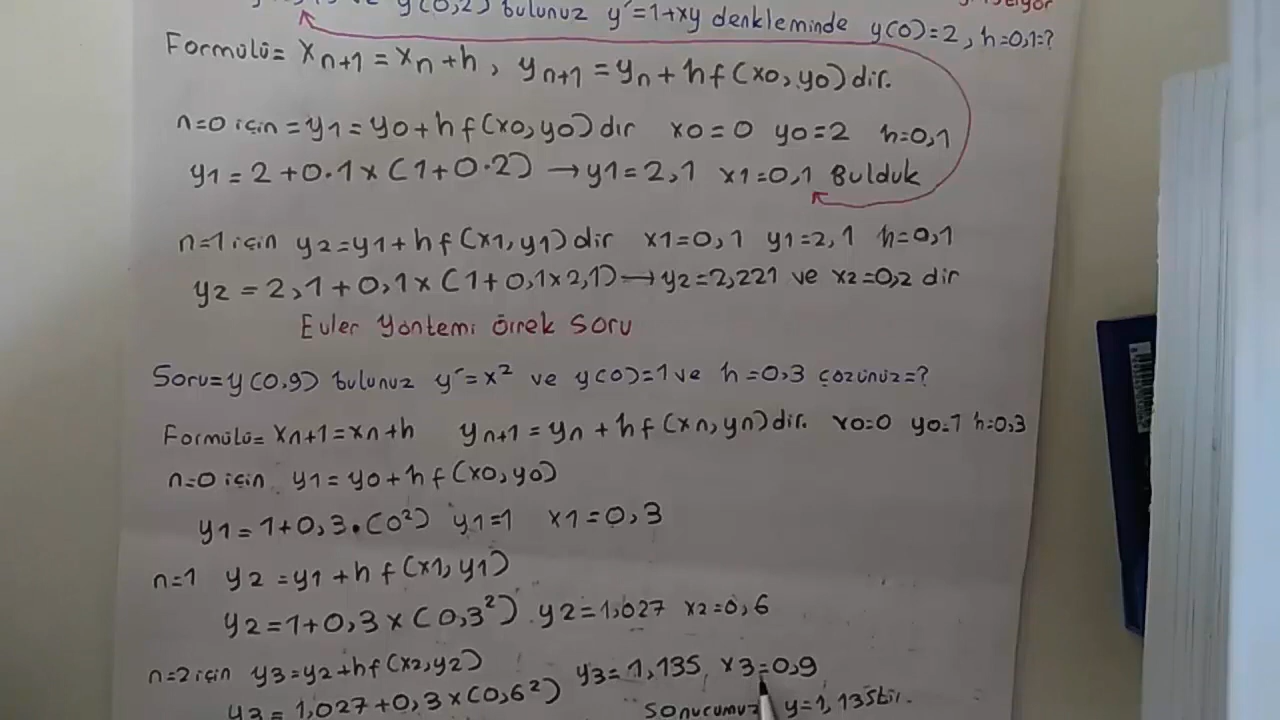 y(0,2) bulunuz y'=1+xy denkleminde y(0)=2, h=0,1=?
Formülü= xn+1=xn+h, yn+1=yn+hf(x0,y0)dir.
n=0 için=y1=y0+hf(x0,y0)dır x0=0 y0=2 h=0,1
y1=2+0.1x(1+0.2) →y1=2,1 x1=0,1 Bulduk
n=1 için y2=y1+hf(x1,y1)dir x1=0,1 y1=2,1 h=0,1
y2=2,1+0,1x(1+0,1x2,1)→y2=2,221 ve x2=0,2 dir
Euler Yöntemi Örnek Soru
Soru=y(0,9) bulunuz y'=x² ve y(0)=1 ve h=0,3 çözünüz=?
Formülü=xn+1=xn+h yn+1=yn+hf(xn,yn)dir. x0=0 y0=1 h=0,3
n=0 için y1=y0+hf(x0,y0)
y1=1+0,3.(0²) y1=1 x1=0,3
n=1 y2=y1+hf(x1,y1)
y2=1+0,3x(0,3²) y2=1,027 x2=0,6
n=2 için y3=y2+hf(x2,y2) y3=1,135, x3=0,9
y3=1,027+0,3x(0,6²) Sonucumuz y=1,135tir.